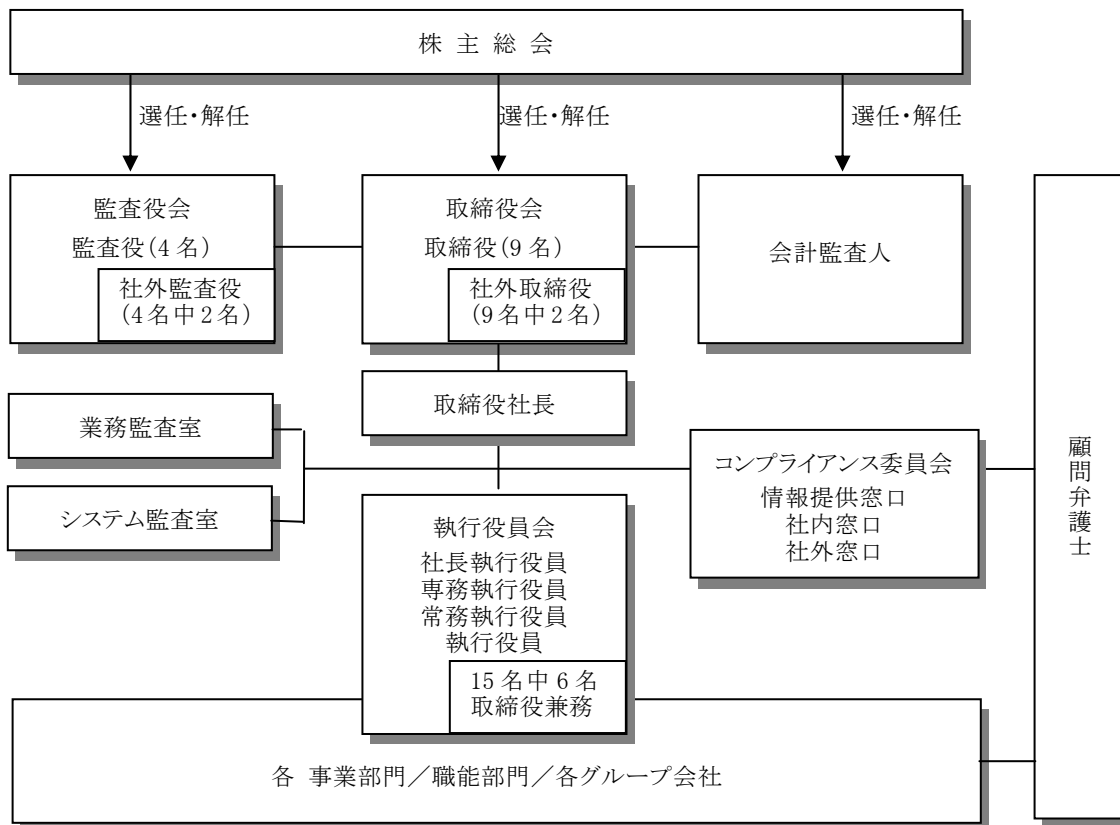 株 主 総 会
選任・解任
選任・解任
選任・解任
監査役会
監査役(4 名)
社外監査役
(4名中2名)
取締役会
取締役(9 名)
社外取締役
(9名中2名)
会計監査人
取締役社長
業務監査室
システム監査室
コンプライアンス委員会
情報提供窓口
社内窓口
社外窓口
顧問弁護士
執行役員会
社長執行役員
専務執行役員
常務執行役員
執行役員
15 名中 6 名
取締役兼務
各 事業部門／職能部門／各グループ会社